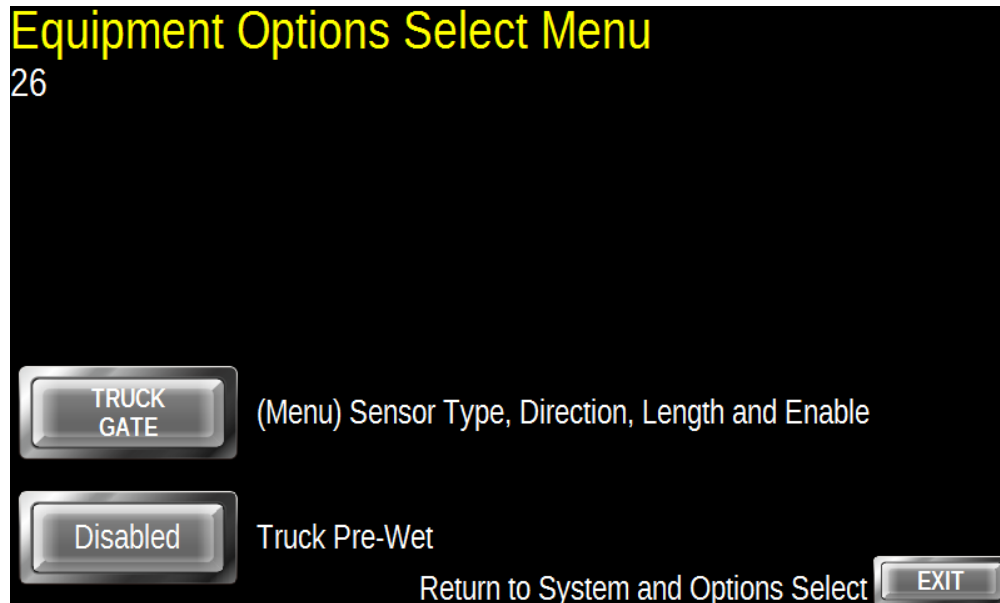 Equipment Options Select Menu
26
TRUCK
GATE
(Menu) Sensor Type, Direction, Length and Enable
Disabled
Truck Pre-Wet
Return to System and Options Select
EXIT